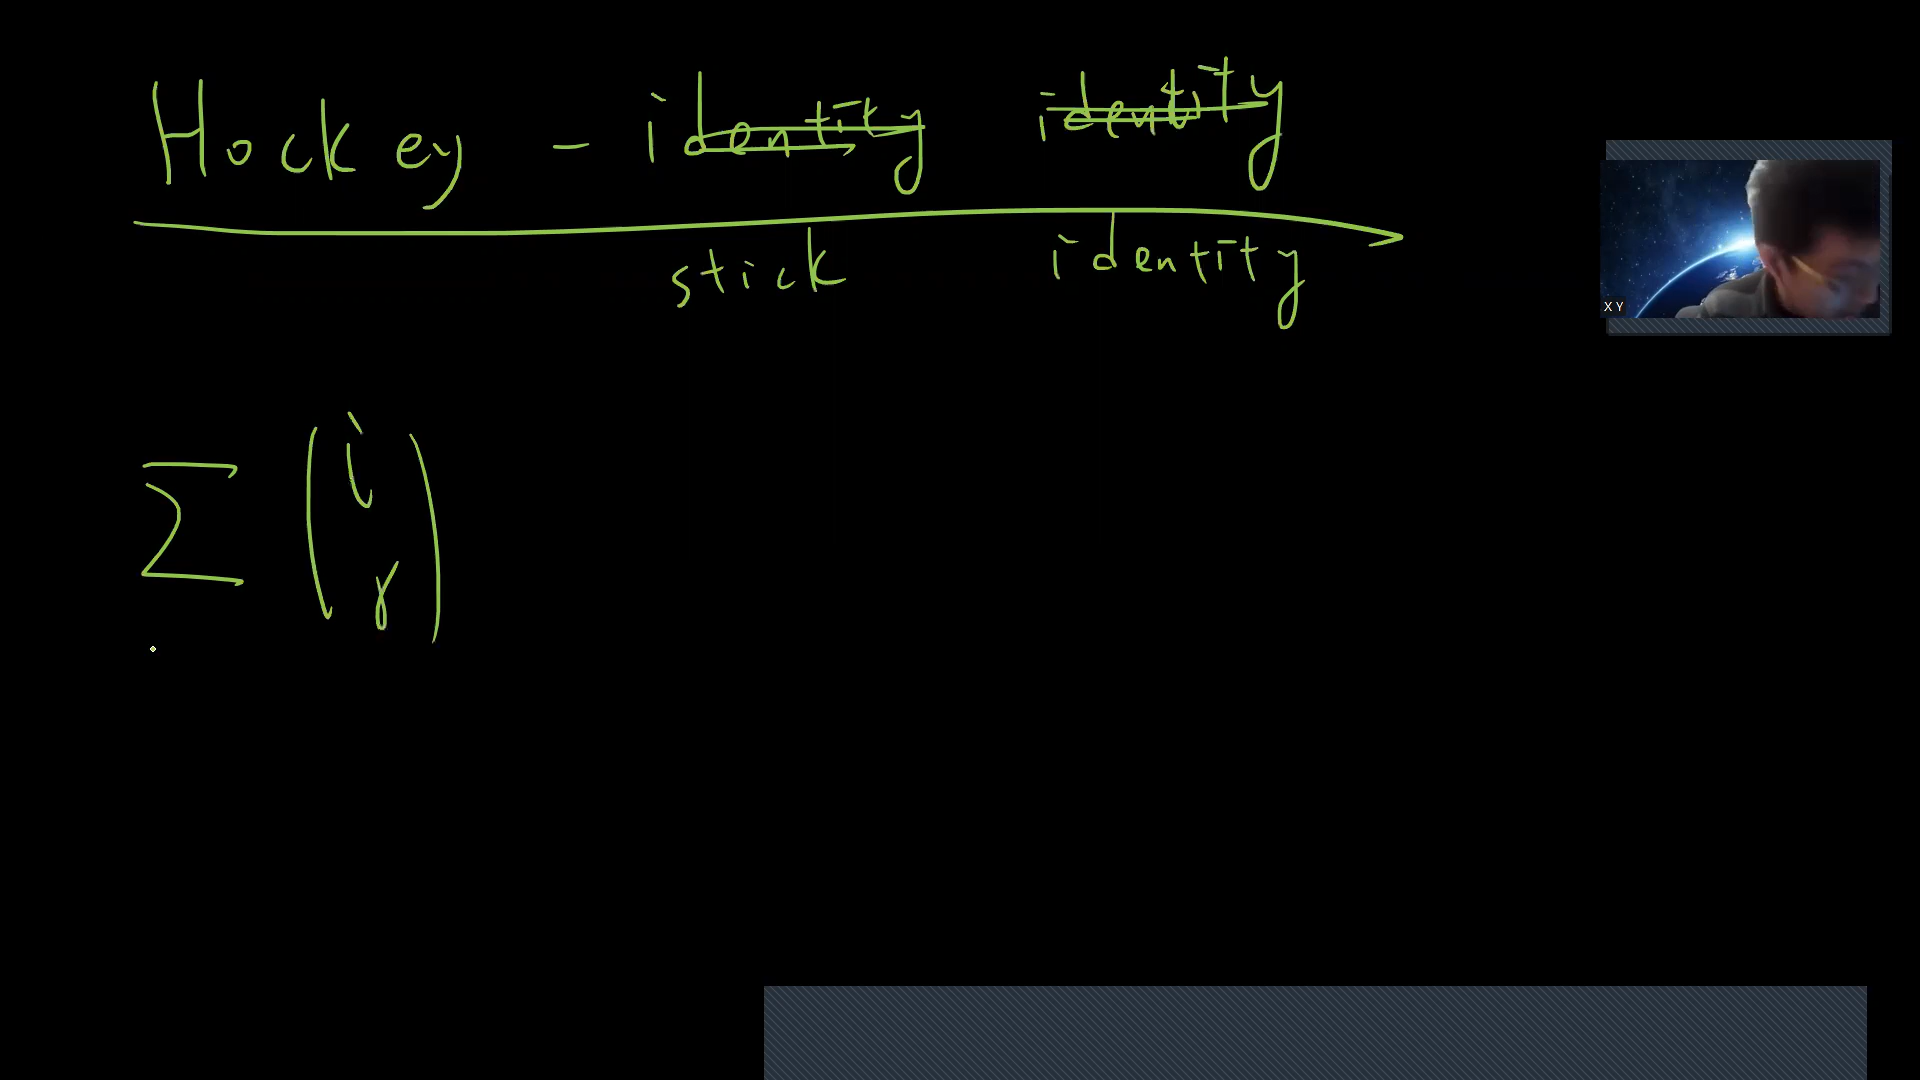 Hockey - identity identity
stick identity
∑ (i r)
X Y